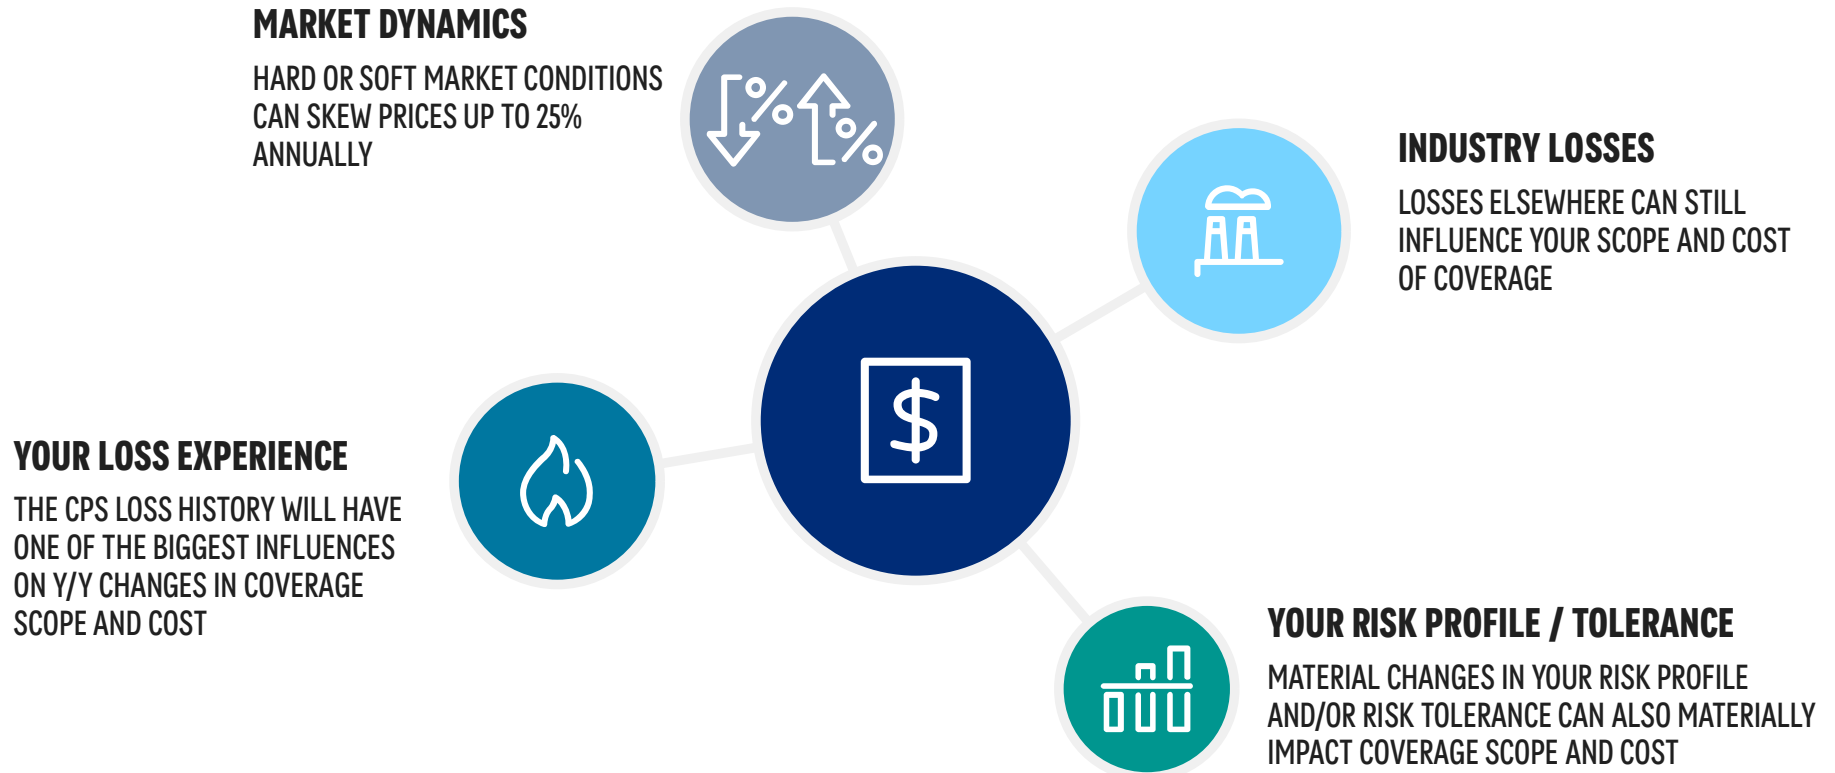 MARKET DYNAMICS
HARD OR SOFT MARKET CONDITIONS
CAN SKEW PRICES UP TO 25%
ANNUALLY
INDUSTRY LOSSES
LOSSES ELSEWHERE CAN STILL
INFLUENCE YOUR SCOPE AND COST
OF COVERAGE
YOUR LOSS EXPERIENCE
THE CPS LOSS HISTORY WILL HAVE
ONE OF THE BIGGEST INFLUENCES
ON Y/Y CHANGES IN COVERAGE
SCOPE AND COST
YOUR RISK PROFILE / TOLERANCE
MATERIAL CHANGES IN YOUR RISK PROFILE
AND/OR RISK TOLERANCE CAN ALSO MATERIALLY
IMPACT COVERAGE SCOPE AND COST